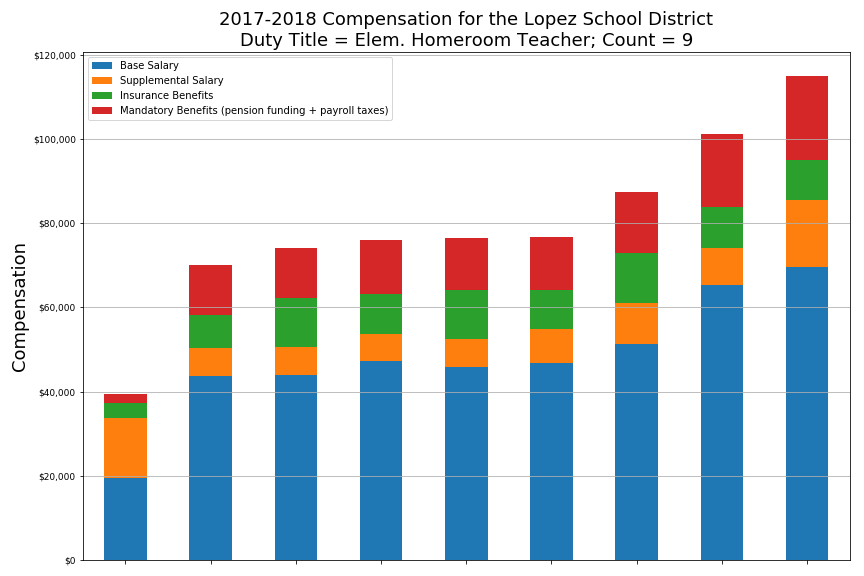 2017-2018 Compensation for the Lopez School District
Duty Title = Elem. Homeroom Teacher; Count = 9
Base Salary
Supplemental Salary
Insurance Benefits
Mandatory Benefits (pension funding + payroll taxes)
$120,000
$100,000
$80,000
$60,000
$40,000
$20,000
$0
Compensation